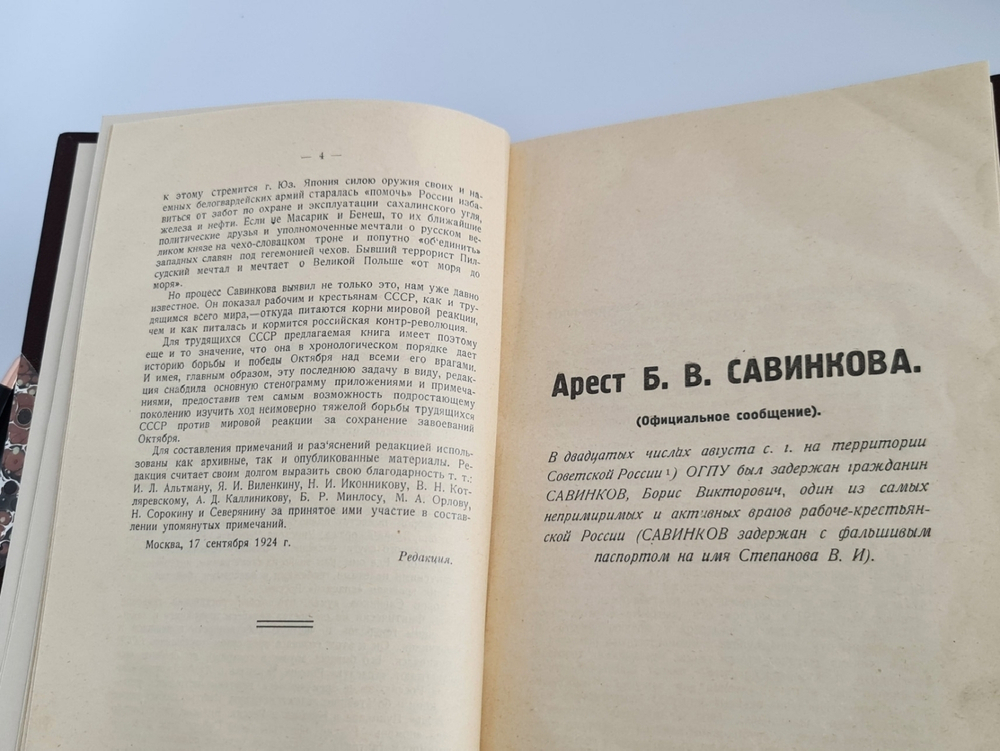 — 4 —
к этому стремится г. Юз. Япония силою оружия своих и на-
емных белогвардейских армий старалась «помочь» России изба-
виться от забот по охране и эксплуатации сахалинского угля,
железа и нефти. Если не Масарик и Бенеш, то их ближайшие
политические друзья и уполномоченные мечтали о русском ве-
ликом князе на чехо-словацком троне и попутно «об'единить»
западных славян под гегемонией чехов. Бывший террорист Пил-
судский мечтал и мечтает о Великой Польше «от моря до
моря».
Но процесс Савинкова выявил не только это, нам уже давно
известное. Он показал рабочим и крестьянам СССР, как и тру-
дящимся всего мира,—откуда питаются корни мировой реакции,
чем и как питалась и кормится российская контр-революция.
Для трудящихся СССР предлагаемая книга имеет поэтому
еще и то значение, что она в хронологическом порядке дает
историю борьбы и победы Октября над всеми его врагами.
И имея, главным образом, эту последнюю задачу в виду, редак-
ция снабдила основную стенограмму приложениями и примеча-
ниями, предоставив тем самым возможность подростающему
поколению изучить ход неимоверно тяжелой борьбы трудящихся
СССР против мировой реакции за сохранение завоеваний
Октября.
Для составления примечаний и раз'яснений редакцией исполь-
зованы как архивные, так и опубликованные материалы. Ре-
дакция считает своим долгом выразить свою благодарность т. т.:
И. Л. Альтману, Я. И. Виленкину, Н. И. Иконникову, В. Н. Кот-
ляревскому, А. Д. Каллиникову, Б. Р. Минлосу, М. А. Орлову,
Н. Сорокину и Северянину за принятое ими участие в состав-
лении упомянутых примечаний.
Москва, 17 сентября 1924 г.
Редакция.
Арест Б. В. САВИНКОВА.
(Официальное сообщение).
В двадцатых числах августа с. г. на территории
Советской России ¹) ОГПУ был задержан гражданин
САВИНКОВ, Борис Викторович, один из самых
непримиримых и активных врагов рабоче-крестьян-
ской России (САВИНКОВ задержан с фальшивым
паспортом на имя Степанова В. И).